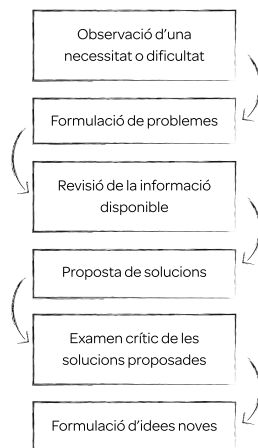 Observació d'una
necessitat o dificultat
Formulació de problemes
Revisió de la informació
disponible
Proposta de solucions
Examen crític de les
solucions proposades
Formulació d'idees noves